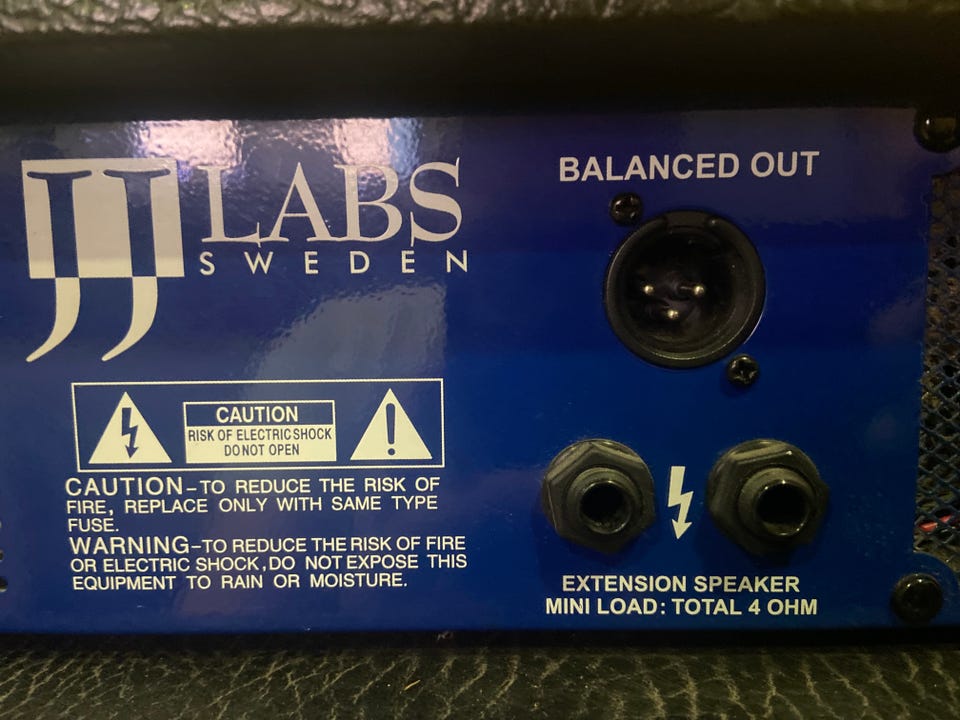 JJ LABS
SWEDEN
BALANCED OUT
CAUTION
RISK OF ELECTRIC SHOCK
DO NOT OPEN
CAUTION-TO REDUCE THE RISK OF
FIRE, REPLACE ONLY WITH SAME TYPE
FUSE.
WARNING-TO REDUCE THE RISK OF FIRE
OR ELECTRIC SHOCK, DO NOT EXPOSE THIS
EQUIPMENT TO RAIN OR MOISTURE.
EXTENSION SPEAKER
MINI LOAD: TOTAL 4 OHM